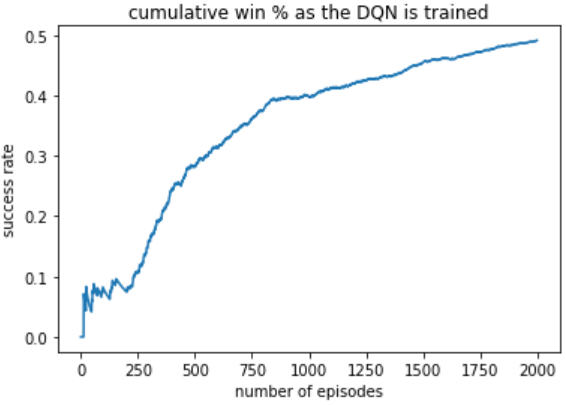 cumulative win % as the DQN is trained
0.5
0.4
0.3
0.2
0.1
0.0
success rate
0 250 500 750 1000 1250 1500 1750 2000
number of episodes